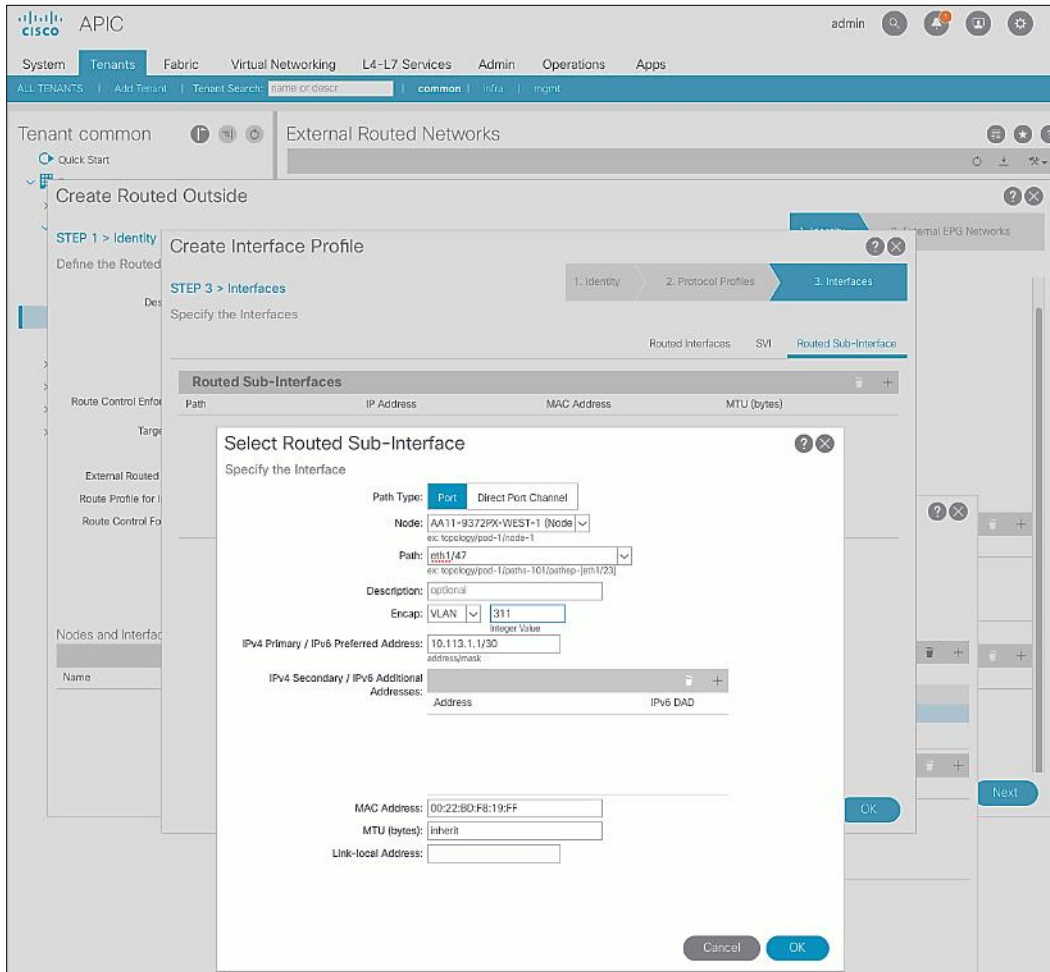 CISCO APIC admin
System Tenants Fabric Virtual Networking L4-L7 Services Admin Operations Apps
ALL TENANTS | Add Tenant | Tenant Search: name or descr | common | infra | mgmt
Tenant common
External Routed Networks
Quick Start
Create Routed Outside
STEP 1 > Identity
External EPG Networks
Define the Routed
Create Interface Profile
STEP 3 > Interfaces
1. Identity 2. Protocol Profiles 3. Interfaces
Specify the Interfaces
Des
Routed Interfaces SVI Routed Sub-Interface
Routed Sub-Interfaces
Path IP Address MAC Address MTU (bytes)
Route Control Enfor
Targe
External Routed
Route Profile for I
Route Control Fo
Nodes and Interfac
Name
Select Routed Sub-Interface
Specify the Interface
Path Type: Port Direct Port Channel
Node: AA11-9372PX-WEST-1 (Node
ex: topology/pod-1/node-1
Path: eth1/47
ex: topology/pod-1/paths-101/pathep-[eth1/23]
Description: optional
Encap: VLAN 311
Integer Value
IPv4 Primary / IPv6 Preferred Address: 10.113.1.1/30
address/mask
IPv4 Secondary / IPv6 Additional
Addresses:
Address IPv6 DAD
MAC Address: 00:22:BD:F8:19:FF
MTU (bytes): inherit
Link-local Address:
Cancel OK
OK
Next